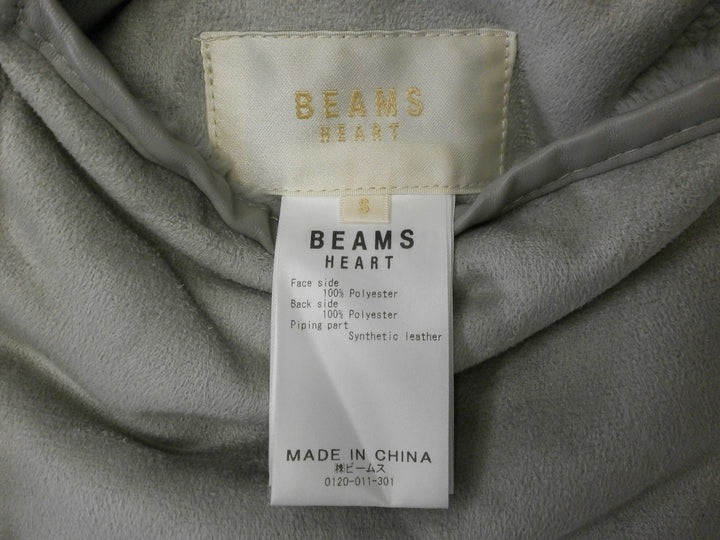 BEAMS
HEART
S
BEAMS
HEART
Face side
100% Polyester
Back side
100% Polyester
Piping part
Synthetic leather
MADE IN CHINA
㈱ビームス
0120-011-301